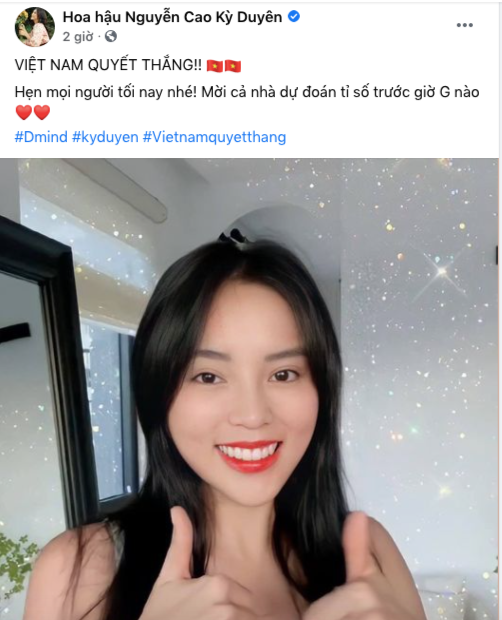 Hoa hậu Nguyễn Cao Kỳ Duyên
2 giờ ·
VIỆT NAM QUYẾT THẮNG!! 🇻🇳🇻🇳
Hẹn mọi người tối nay nhé! Mời cả nhà dự đoán tỉ số trước giờ G nào
❤️❤️
#Dmind #kyduyen #Vietnamquyetthang